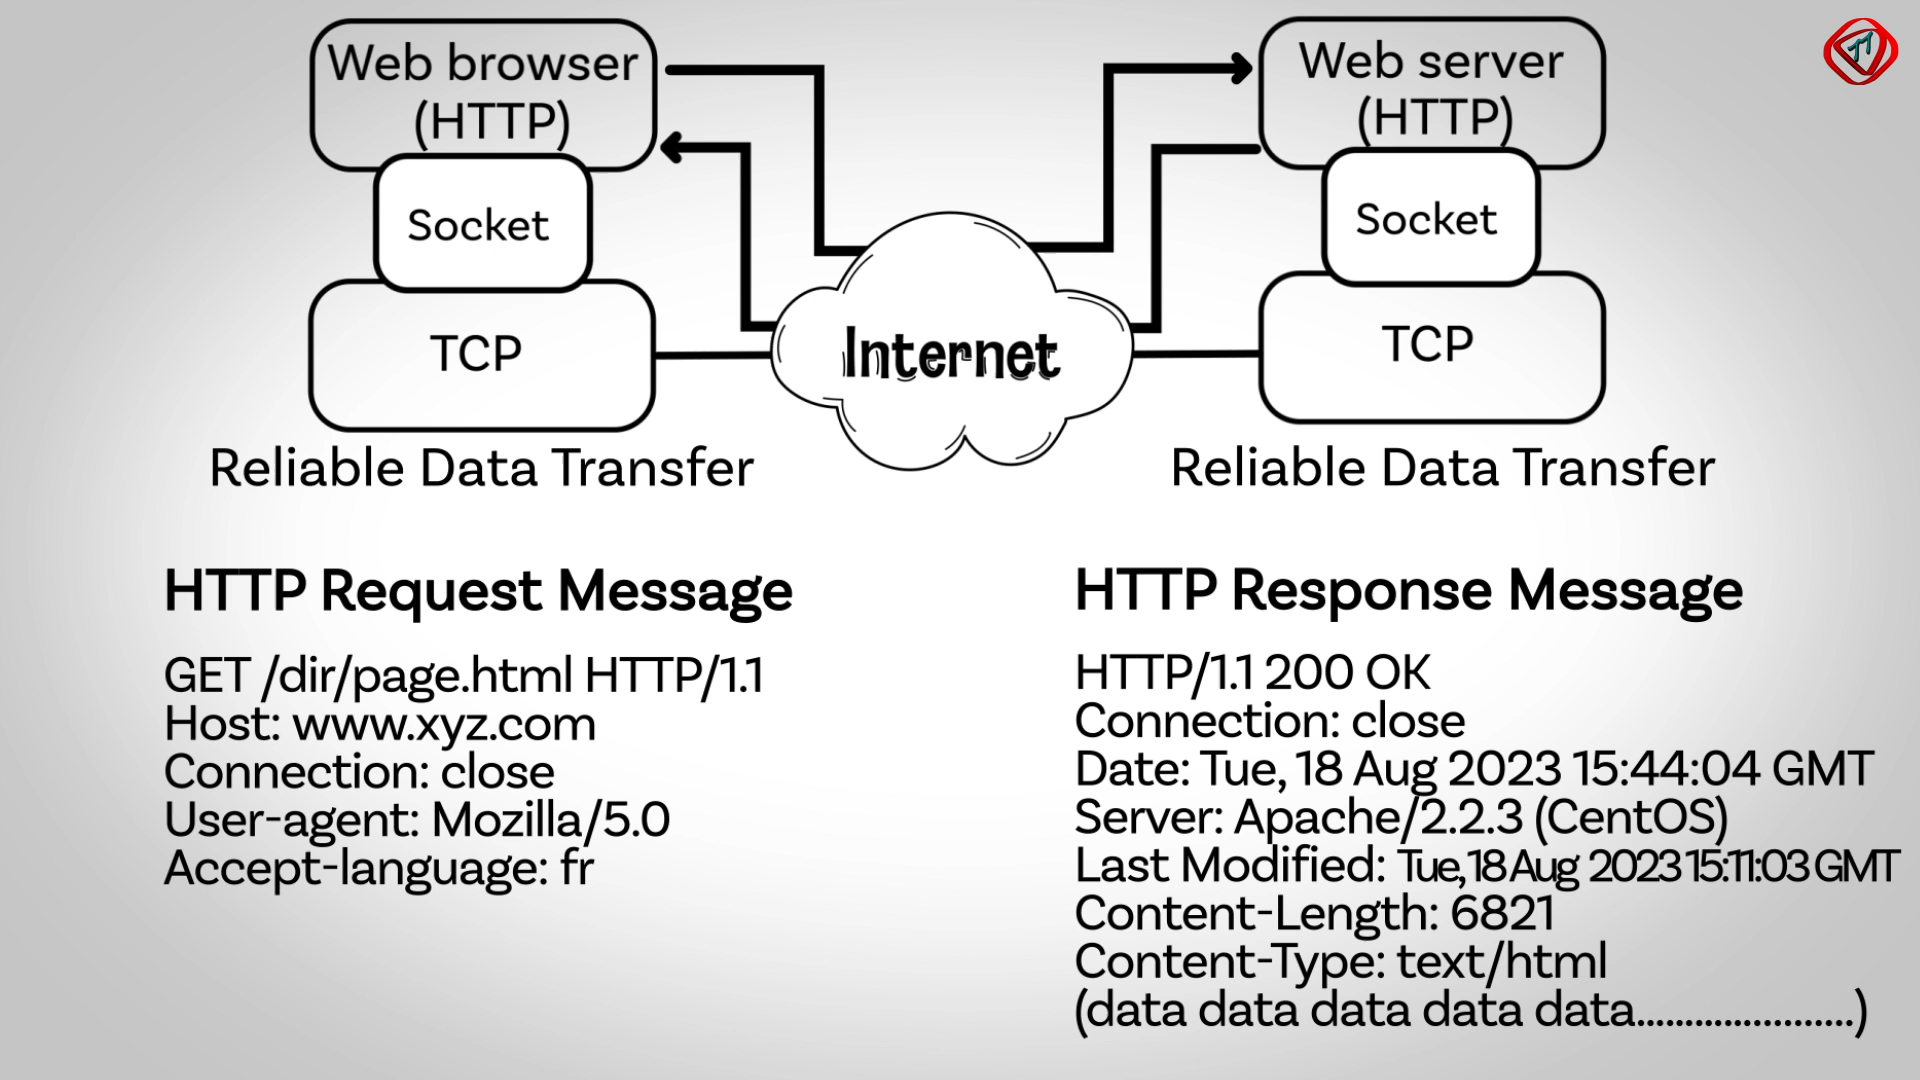 Web browser
(HTTP)
Socket
TCP
Reliable Data Transfer
Internet
Web server
(HTTP)
Socket
TCP
Reliable Data Transfer
HTTP Request Message
GET /dir/page.html HTTP/1.1
Host: www.xyz.com
Connection: close
User-agent: Mozilla/5.0
Accept-language: fr
HTTP Response Message
HTTP/1.1 200 OK
Connection: close
Date: Tue, 18 Aug 2023 15:44:04 GMT
Server: Apache/2.2.3 (CentOS)
Last Modified: Tue, 18 Aug 2023 15:11:03 GMT
Content-Length: 6821
Content-Type: text/html
(data data data data data.......................)